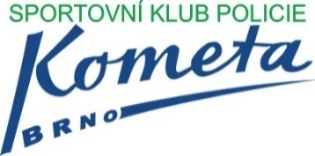 SPORTOVNÍ KLUB POLICIE
Kometa
BRNO